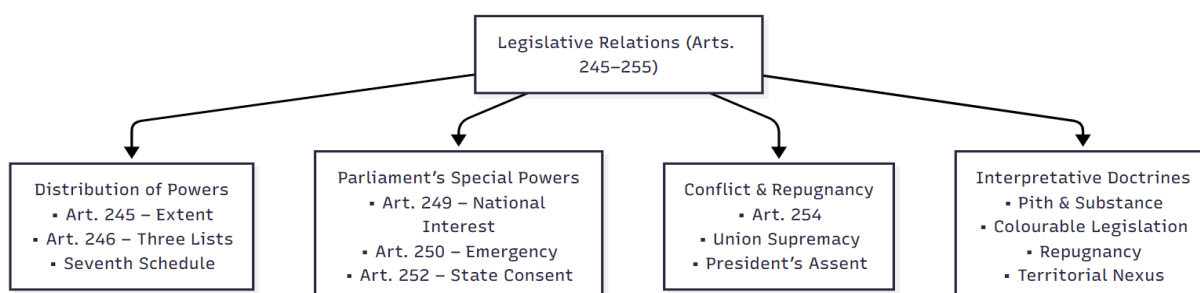 Legislative Relations (Arts.
245–255)
Distribution of Powers
▪ Art. 245 – Extent
▪ Art. 246 – Three Lists
▪ Seventh Schedule
Parliament’s Special Powers
▪ Art. 249 – National
Interest
▪ Art. 250 – Emergency
▪ Art. 252 – State Consent
Conflict & Repugnancy
▪ Art. 254
▪ Union Supremacy
▪ President’s Assent
Interpretative Doctrines
▪ Pith & Substance
▪ Colourable Legislation
▪ Repugnancy
▪ Territorial Nexus